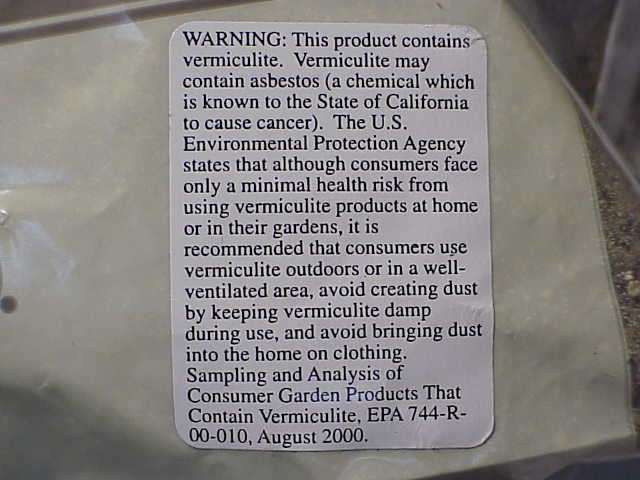 WARNING: This product contains
vermiculite. Vermiculite may
contain asbestos (a chemical which
is known to the State of California
to cause cancer). The U.S.
Environmental Protection Agency
states that although consumers face
only a minimal health risk from
using vermiculite products at home
or in their gardens, it is
recommended that consumers use
vermiculite outdoors or in a well-
ventilated area, avoid creating dust
by keeping vermiculite damp
during use, and avoid bringing dust
into the home on clothing.
Sampling and Analysis of
Consumer Garden Products That
Contain Vermiculite, EPA 744-R-
00-010, August 2000.